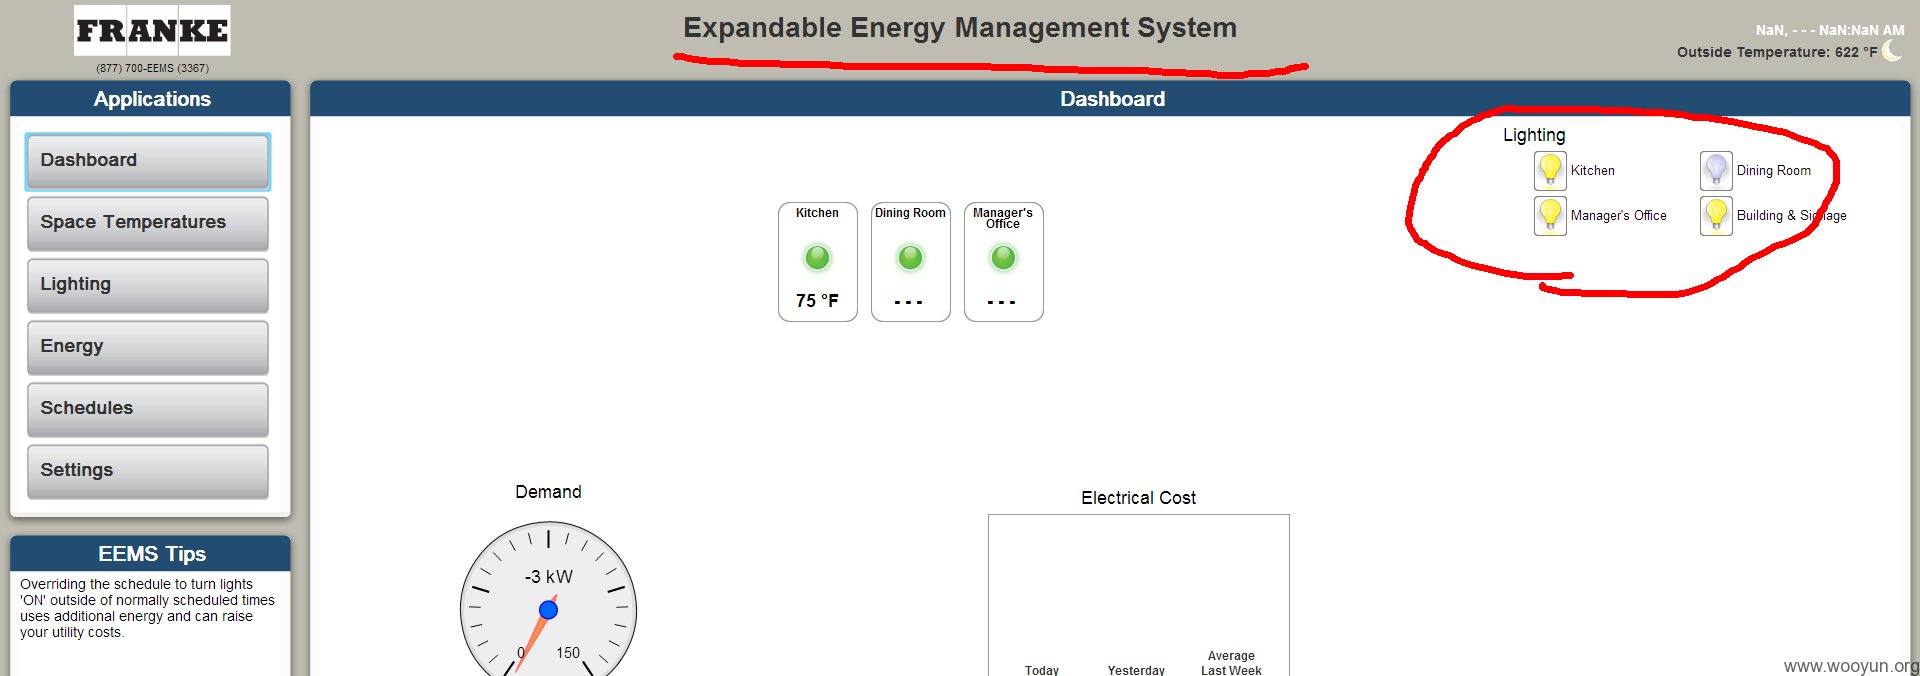 FRANKE
(877) 700-EEMS (3367)
Expandable Energy Management System
NaN, - - - NaN:NaN AM
Outside Temperature: 622 °F
Applications
Dashboard
Space Temperatures
Lighting
Energy
Schedules
Settings
EEMS Tips
Overriding the schedule to turn lights
'ON' outside of normally scheduled times
uses additional energy and can raise
your utility costs.
Dashboard
Lighting
Kitchen
Dining Room
Manager's Office
Building & Signage
Kitchen
75 °F
Dining Room
- - -
Manager's
Office
- - -
Demand
-3 kW
0
150
Electrical Cost
Today
Yesterday
Average
Last Week
www.wooyun.org